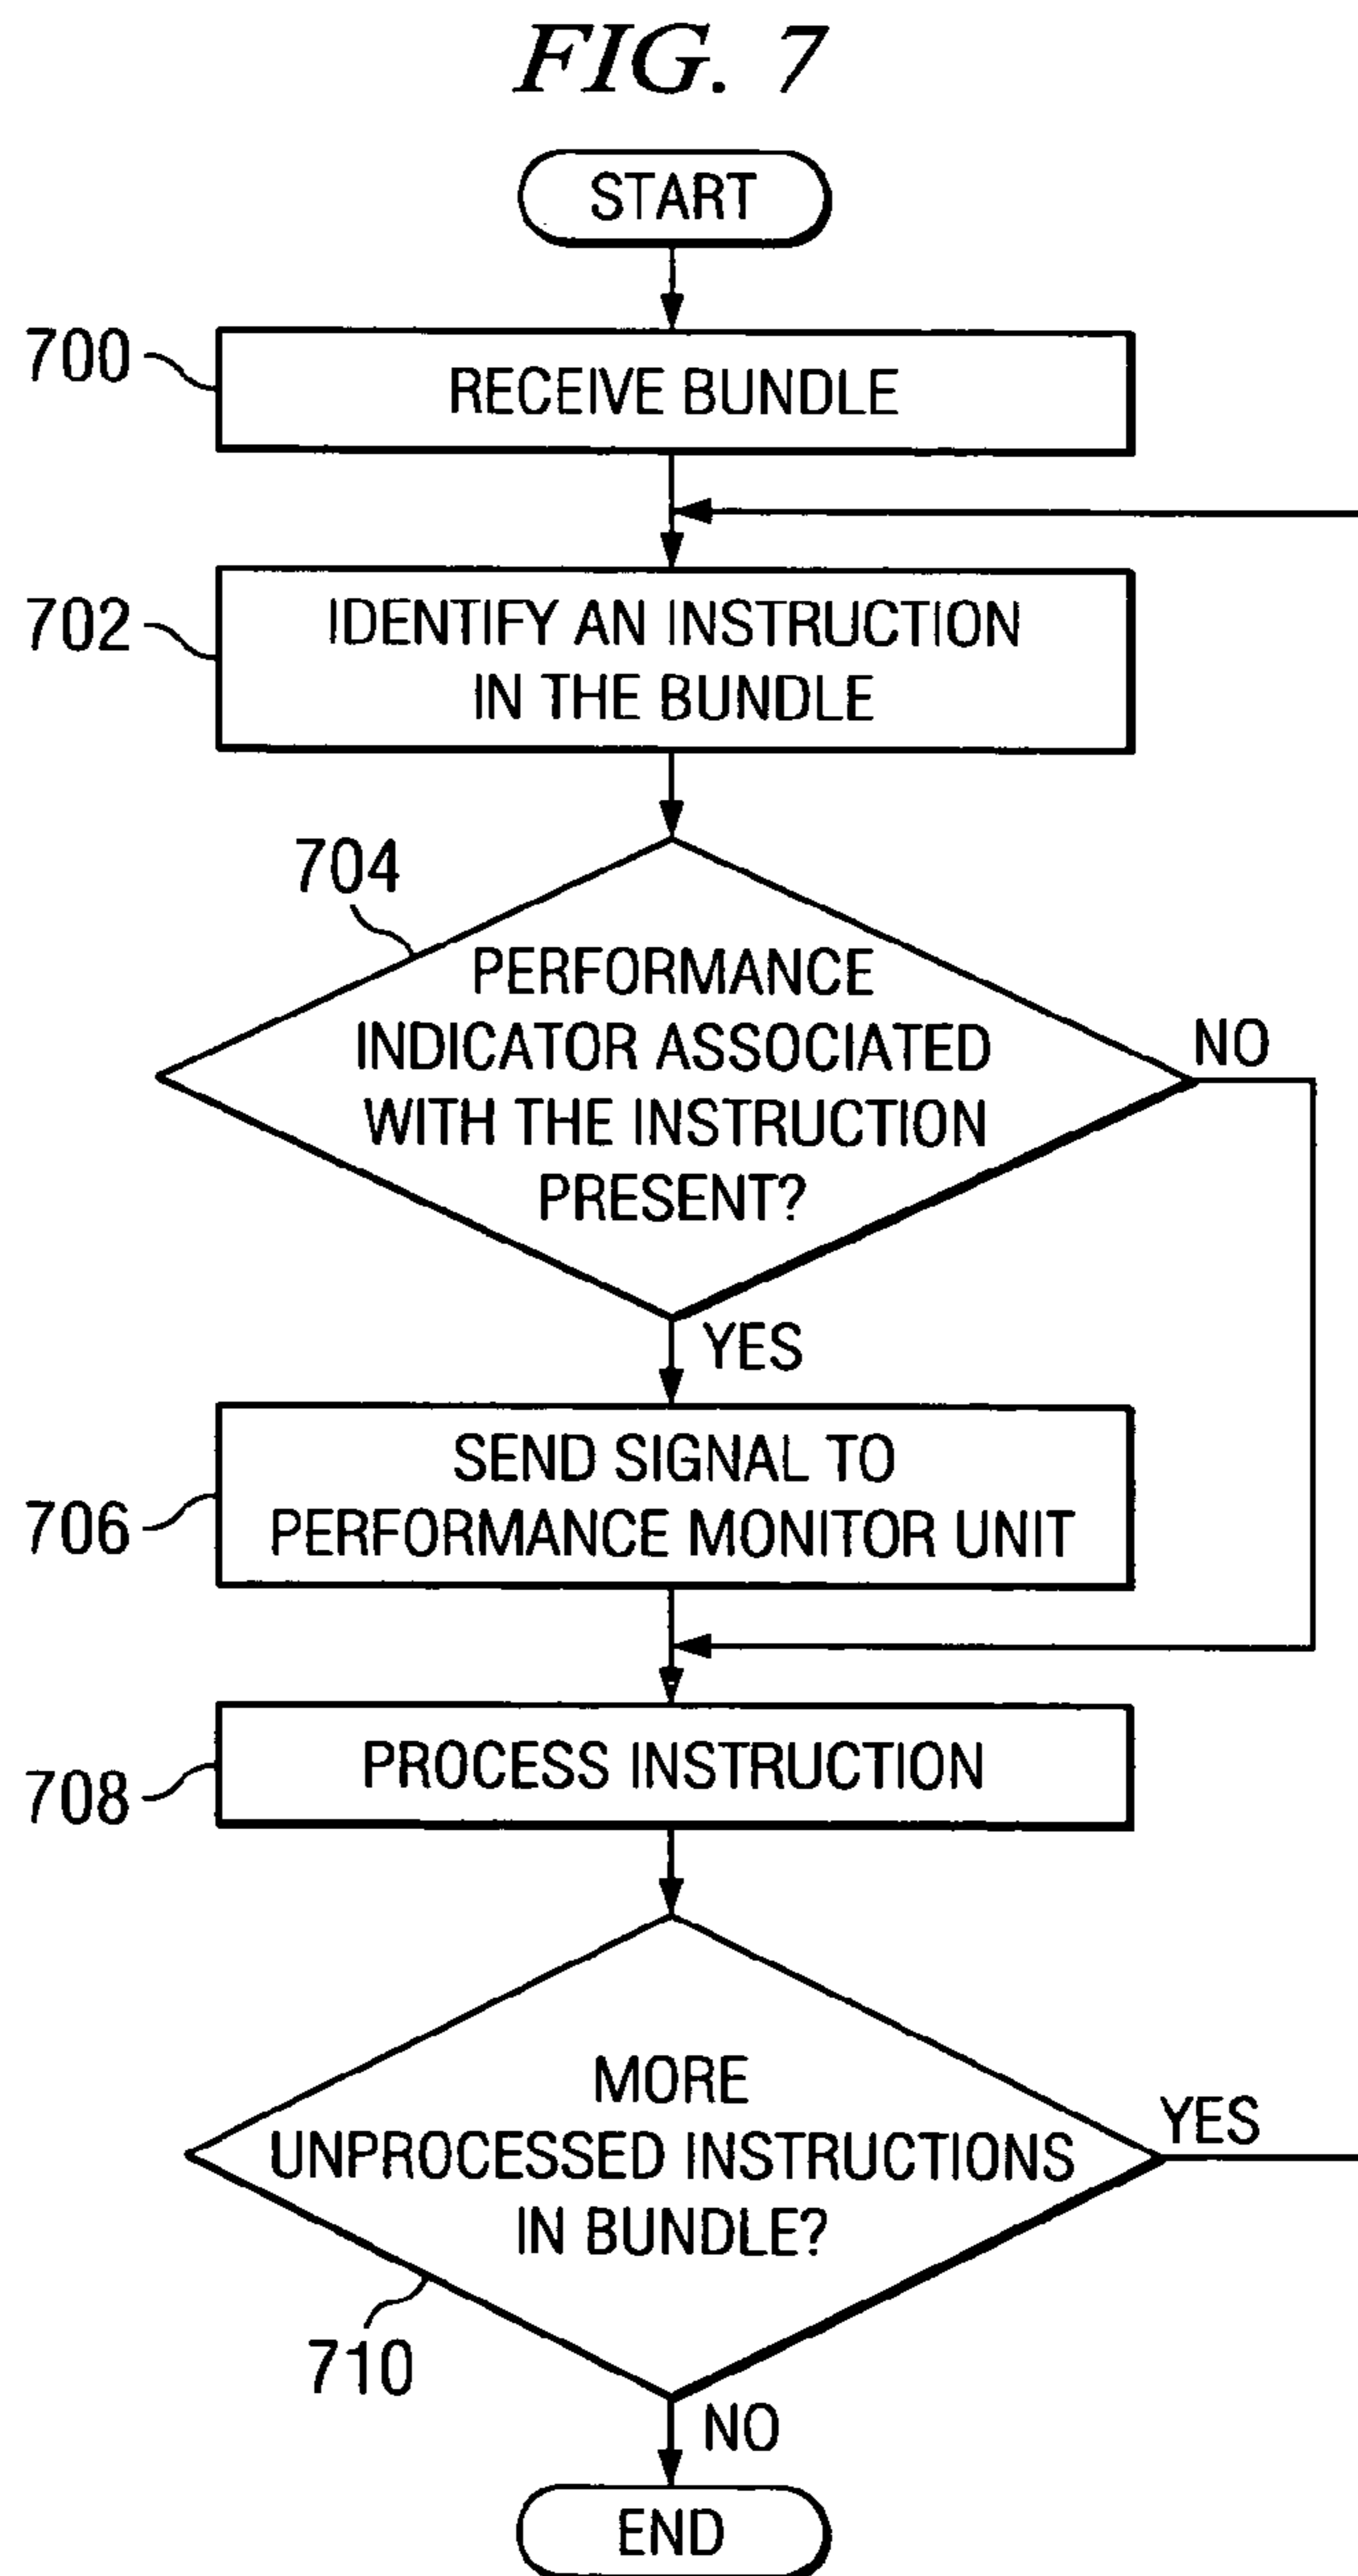 FIG. 7
START
700
RECEIVE BUNDLE
702
IDENTIFY AN INSTRUCTION
IN THE BUNDLE
704
PERFORMANCE
INDICATOR ASSOCIATED
WITH THE INSTRUCTION
PRESENT?
NO
YES
706
SEND SIGNAL TO
PERFORMANCE MONITOR UNIT
708
PROCESS INSTRUCTION
MORE
UNPROCESSED INSTRUCTIONS
IN BUNDLE?
YES
710
NO
END